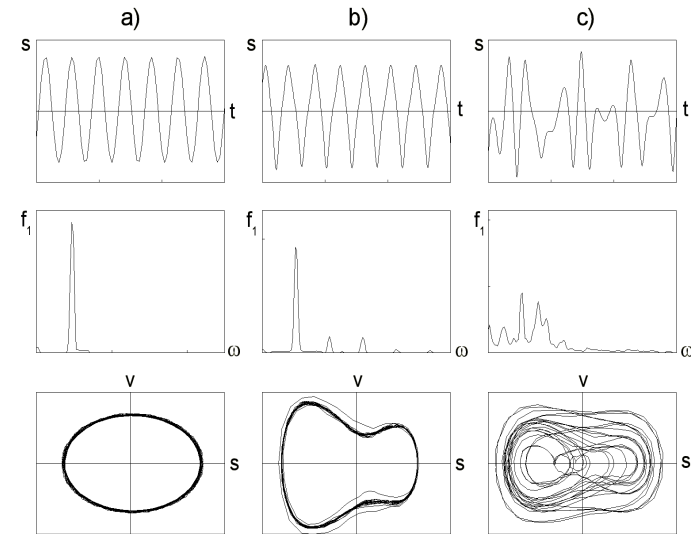 a) b) c)
s t s t s t
f₁ ω f₁ ω f₁ ω
v s v s v s